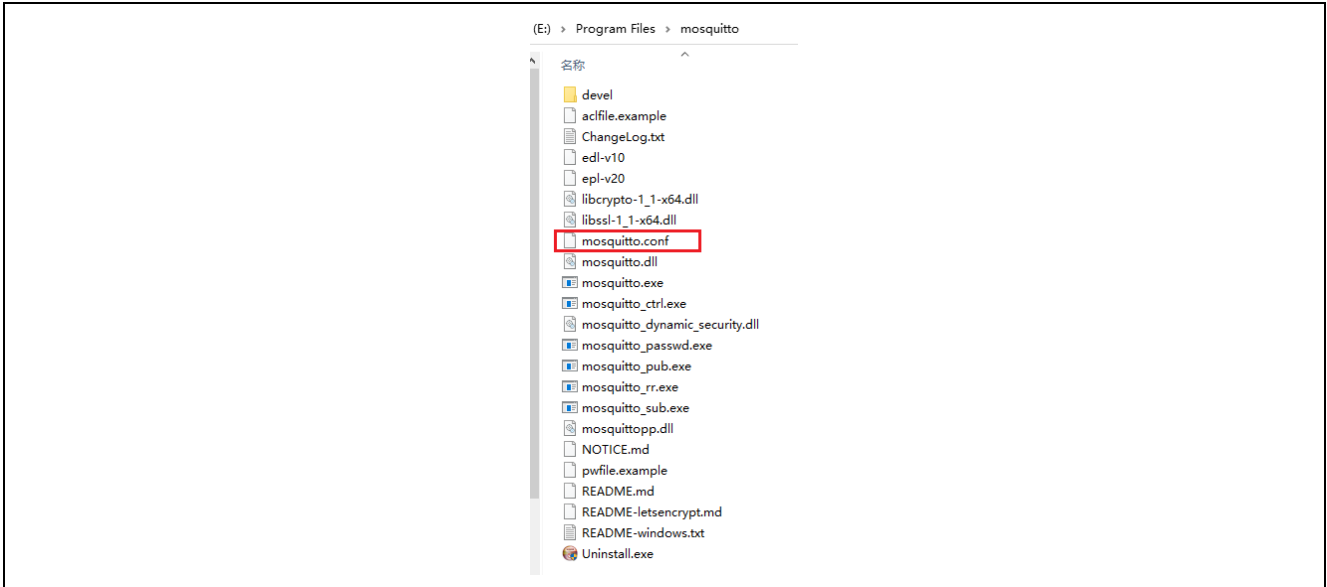 (E:) > Program Files > mosquitto
名称
devel
aclfile.example
ChangeLog.txt
edl-v10
epl-v20
libcrypto-1_1-x64.dll
libssl-1_1-x64.dll
mosquitto.conf
mosquitto.dll
mosquitto.exe
mosquitto_ctrl.exe
mosquitto_dynamic_security.dll
mosquitto_passwd.exe
mosquitto_pub.exe
mosquitto_rr.exe
mosquitto_sub.exe
mosquittopp.dll
NOTICE.md
pwfile.example
README.md
README-letsencrypt.md
README-windows.txt
Uninstall.exe